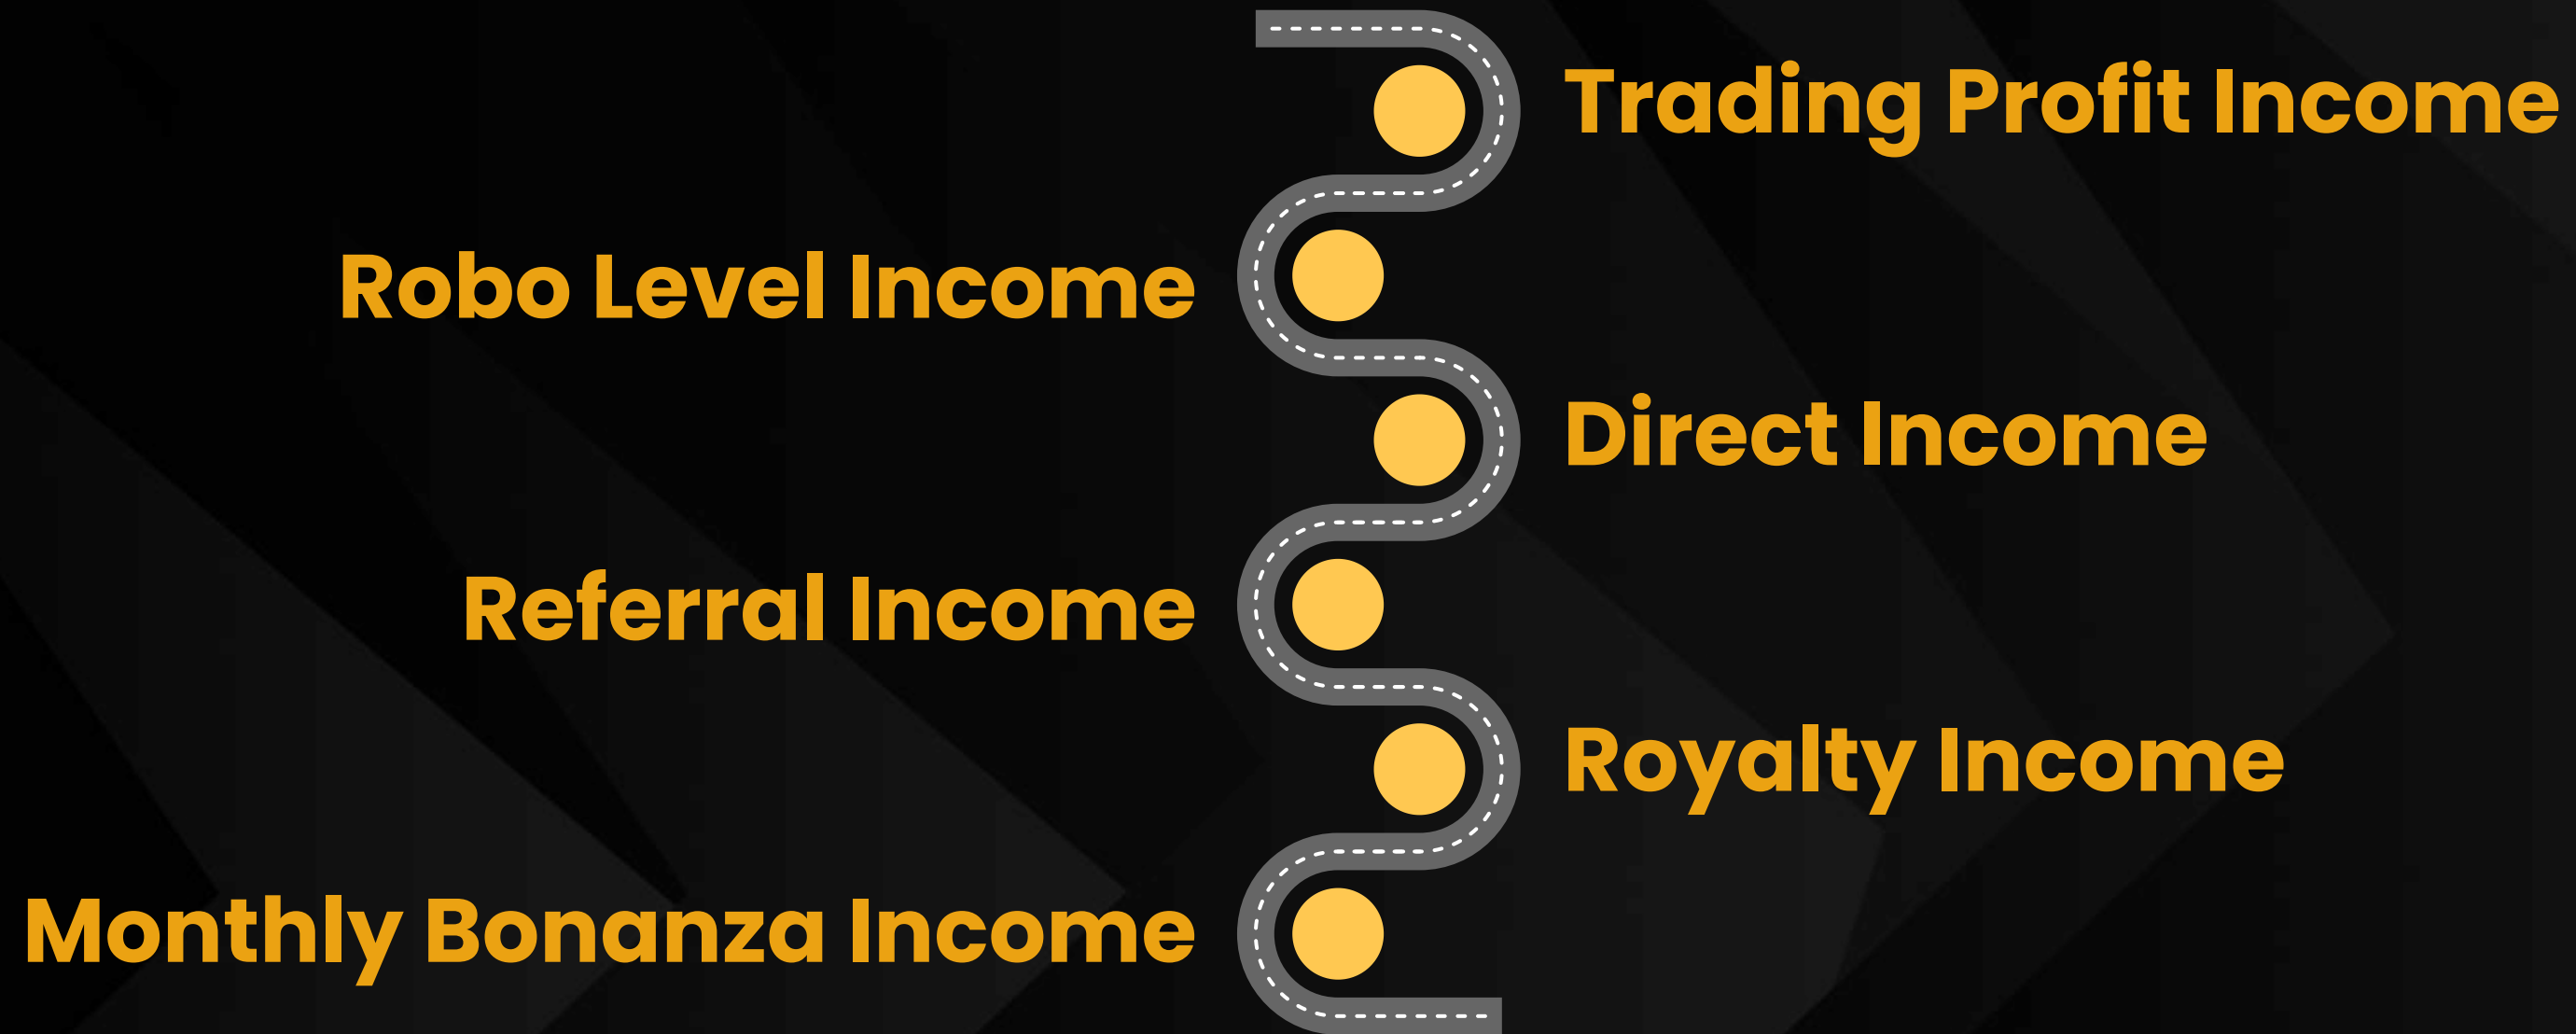 Trading Profit Income
Robo Level Income
Direct Income
Referral Income
Royalty Income
Monthly Bonanza Income